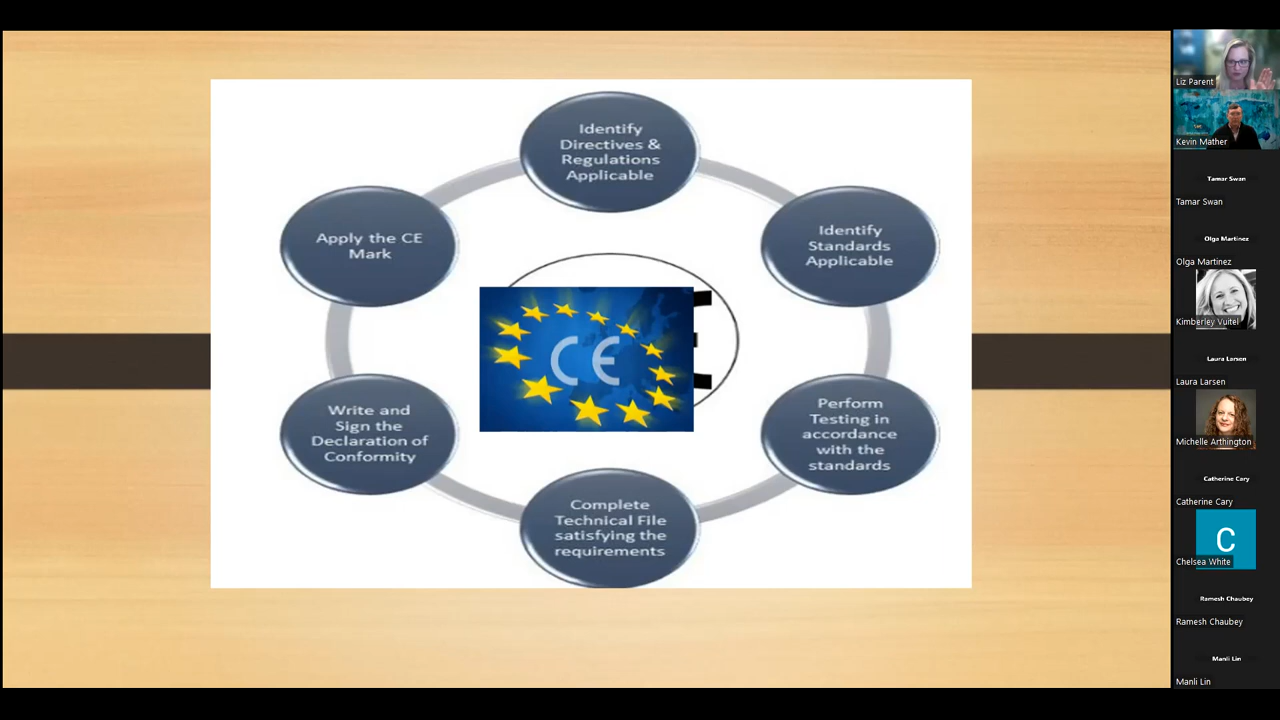 Identify
Directives &
Regulations
Applicable
Identify
Standards
Applicable
Perform
Testing in
accordance
with the
standards
Complete
Technical File
satisfying the
requirements
Write and
Sign the
Declaration of
Conformity
Apply the CE
Mark
CE
Liz Parent
Kevin Mather
Tamar Swan
Tamar Swan
Olga Martinez
Olga Martinez
Kimberley Vuitel
Laura Larsen
Laura Larsen
Michelle Arthington
Catherine Cary
Catherine Cary
C
Chelsea White
Ramesh Chaubey
Ramesh Chaubey
Manli Lin
Manli Lin